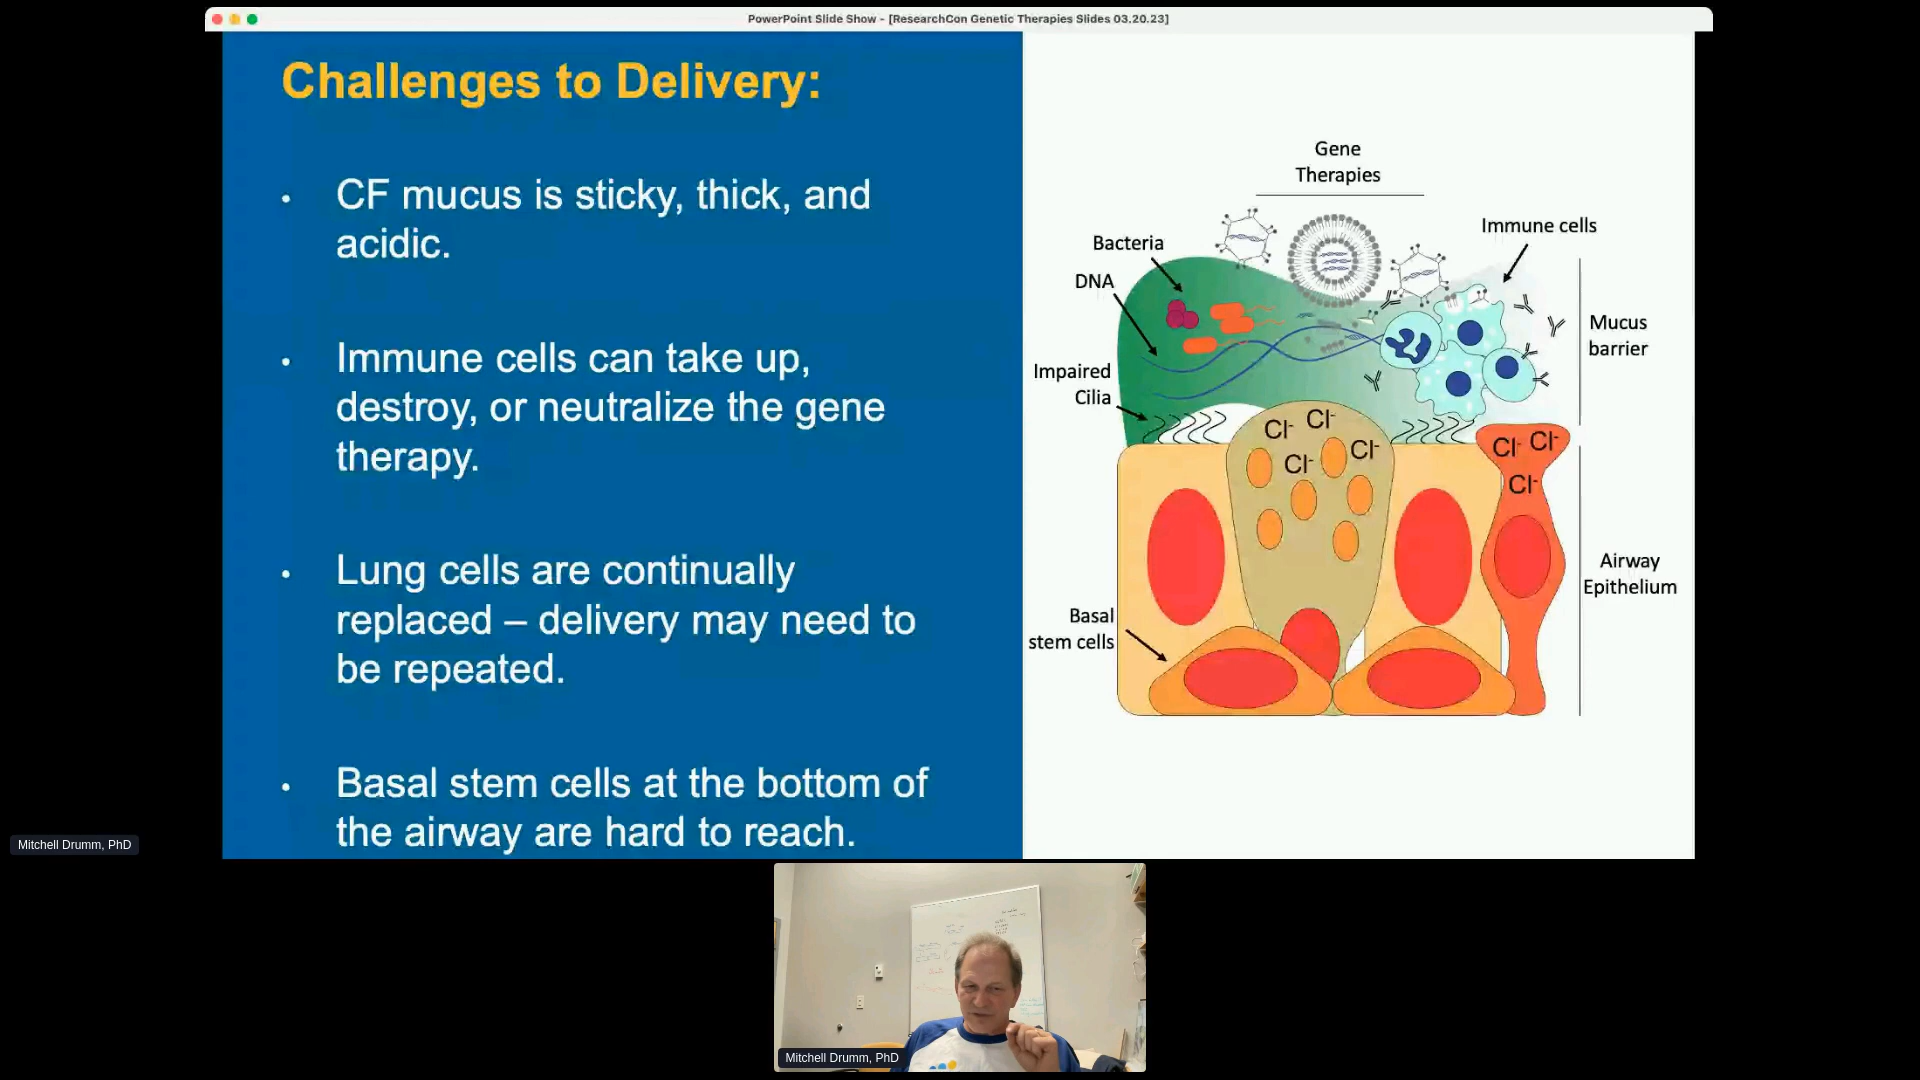 PowerPoint Slide Show - [ResearchCon Genetic Therapies Slides 03.20.23]
Challenges to Delivery:
• CF mucus is sticky, thick, and
acidic.
• Immune cells can take up,
destroy, or neutralize the gene
therapy.
• Lung cells are continually
replaced – delivery may need to
be repeated.
• Basal stem cells at the bottom of
the airway are hard to reach.
Gene
Therapies
Immune cells
Bacteria
DNA
Mucus
barrier
Impaired
Cilia
Cl-
Cl-
Cl-
Cl-
Cl-
Cl-
Cl-
Airway
Epithelium
Basal
stem cells
Mitchell Drumm, PhD
Mitchell Drumm, PhD